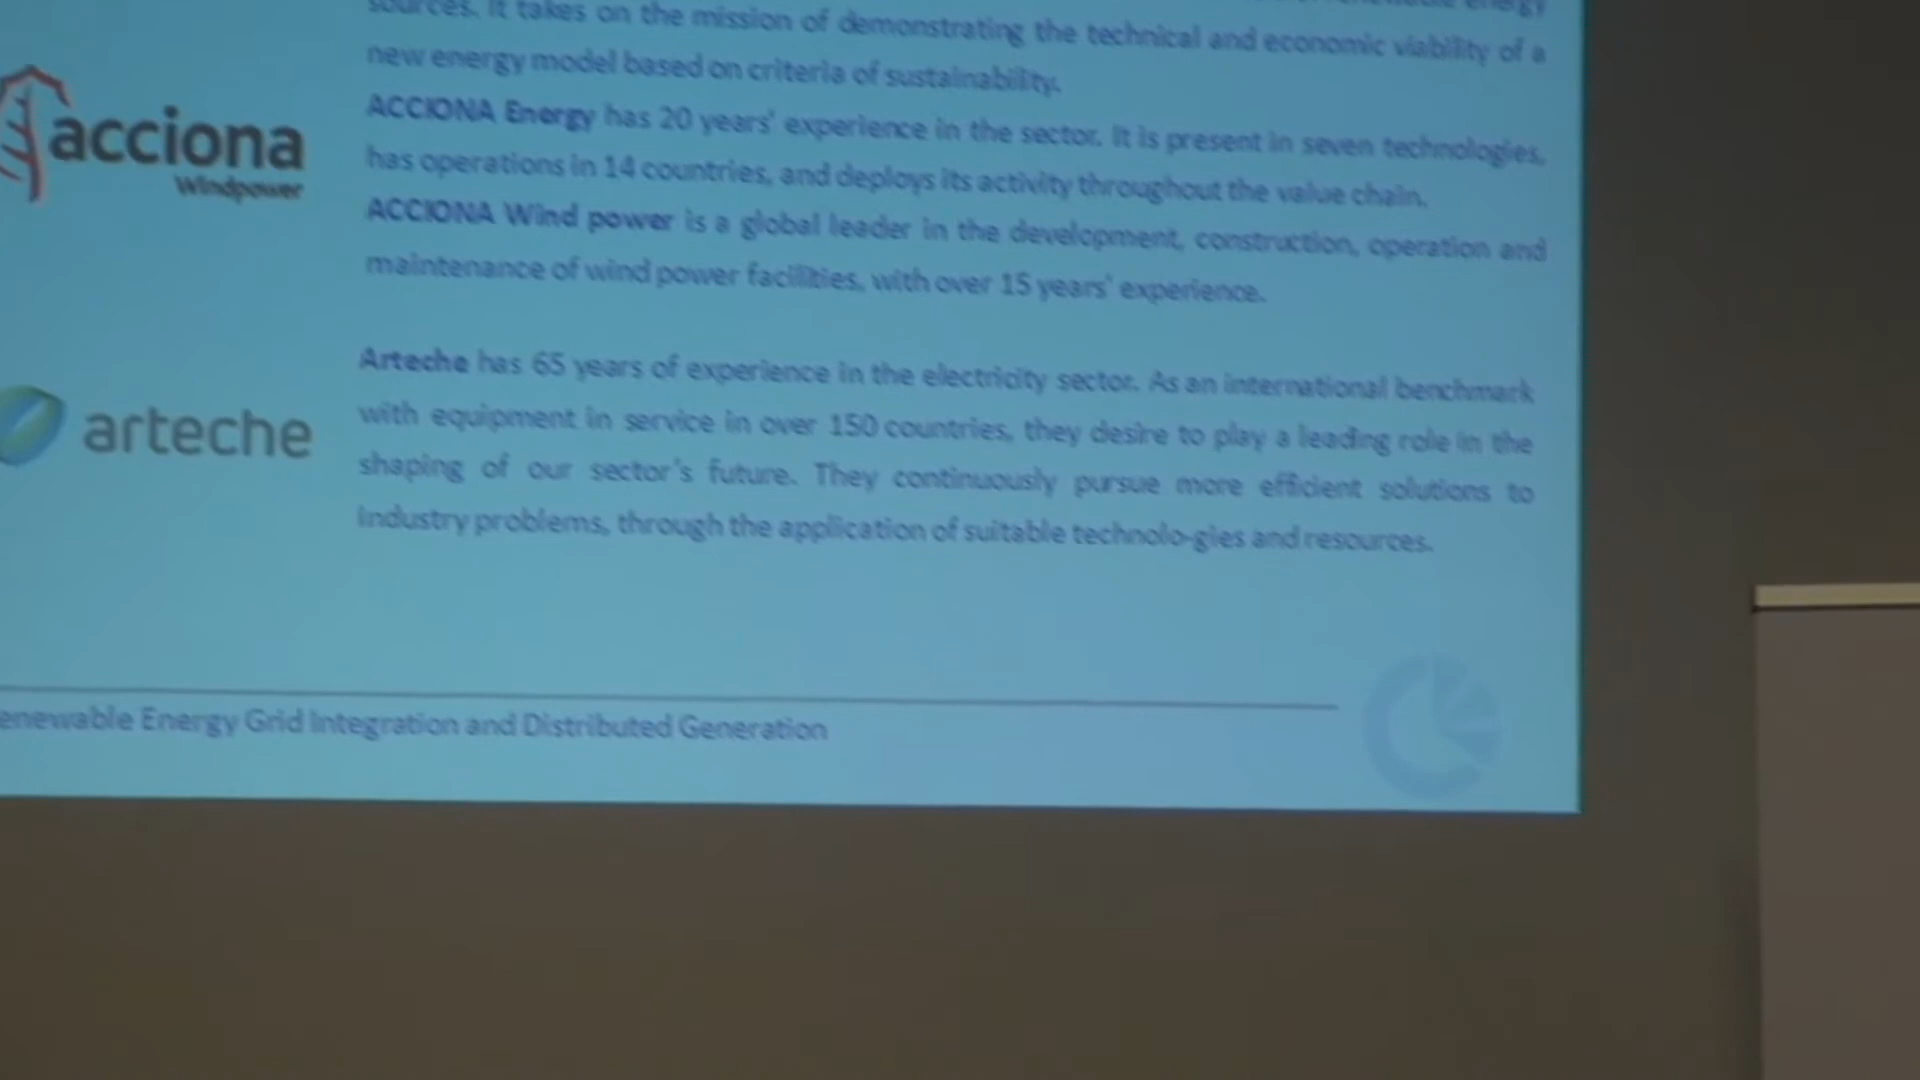 sources. It takes on the mission of demonstrating the technical and economic viability of a
new energy model based on criteria of sustainability.
acciona
Windpower
ACCIONA Energy has 20 years' experience in the sector. It is present in seven technologies,
has operations in 14 countries, and deploys its activity throughout the value chain.
ACCIONA Wind power is a global leader in the development, construction, operation and
maintenance of wind power facilities, with over 15 years' experience.
arteche
Arteche has 65 years of experience in the electricity sector. As an international benchmark
with equipment in service in over 150 countries, they desire to play a leading role in the
shaping of our sector's future. They continuously pursue more efficient solutions to
industry problems, through the application of suitable technolo-gies and resources.
enewable Energy Grid Integration and Distributed Generation